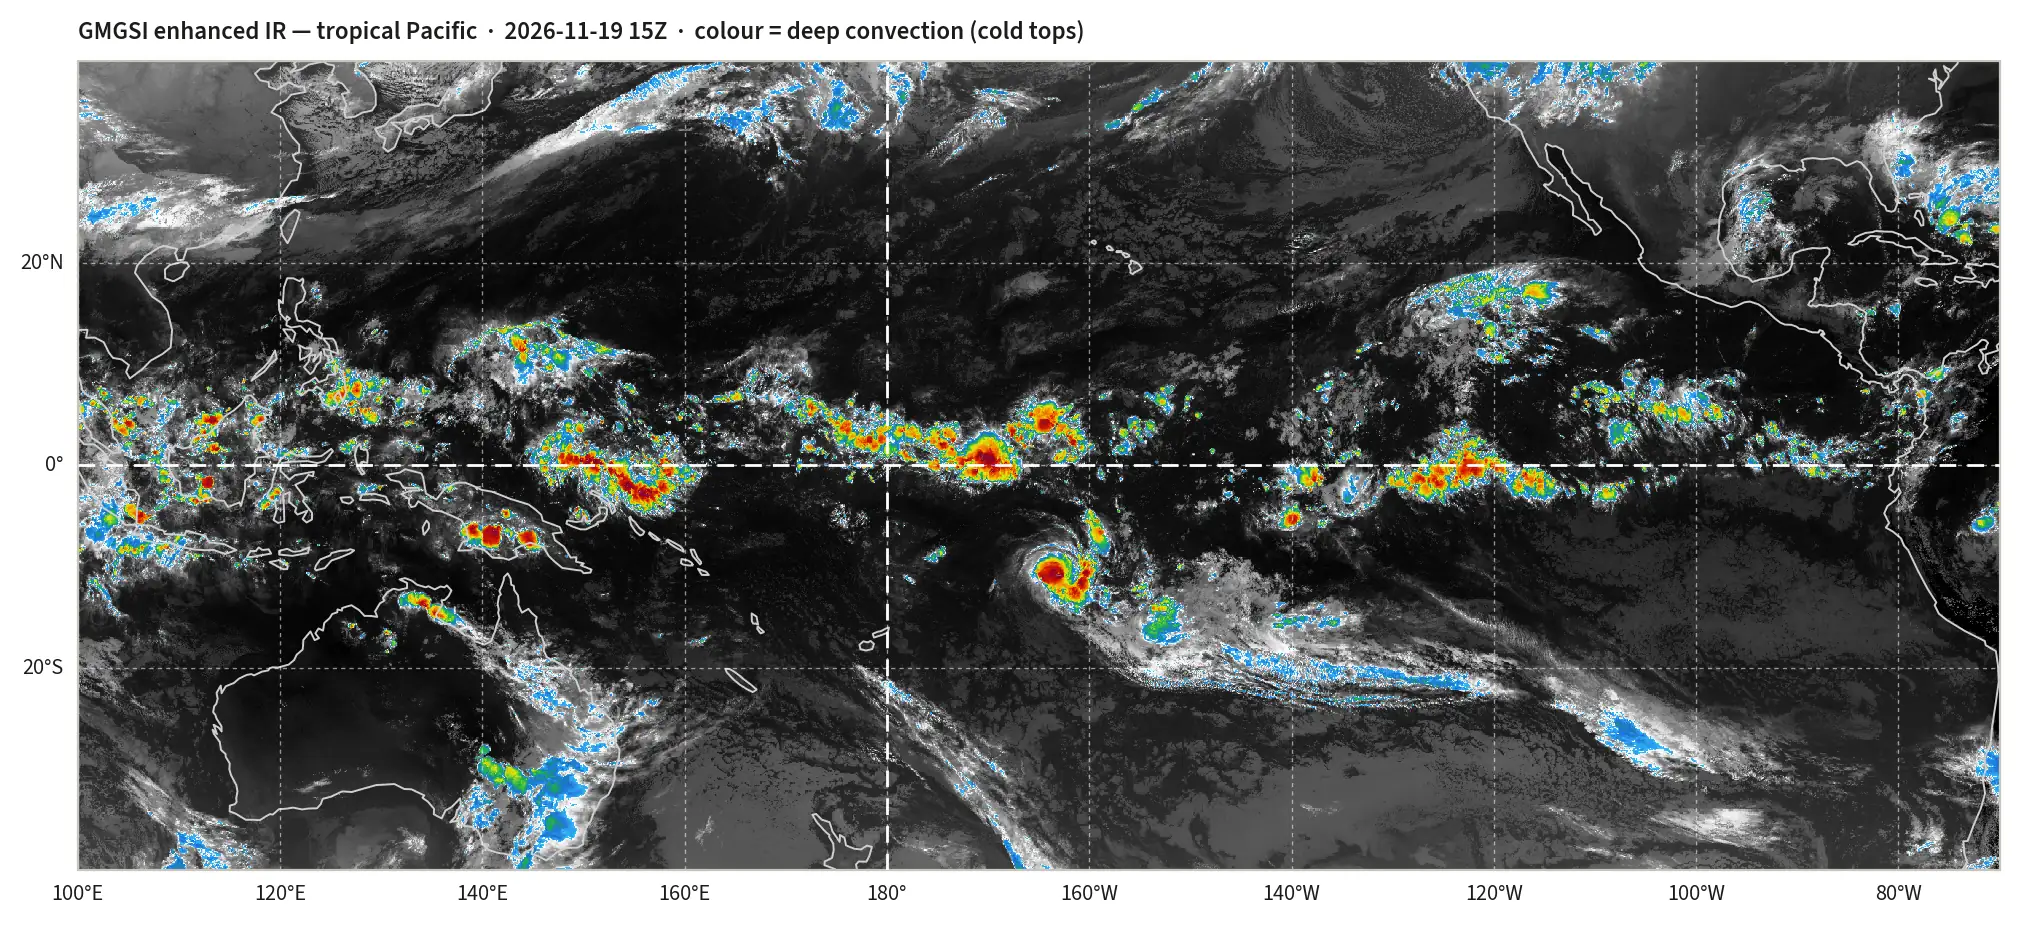 GMGSI enhanced IR — tropical Pacific · 2026-11-19 15Z · colour = deep convection (cold tops)
20°N
0°
20°S
100°E 120°E 140°E 160°E 180° 160°W 140°W 120°W 100°W 80°W